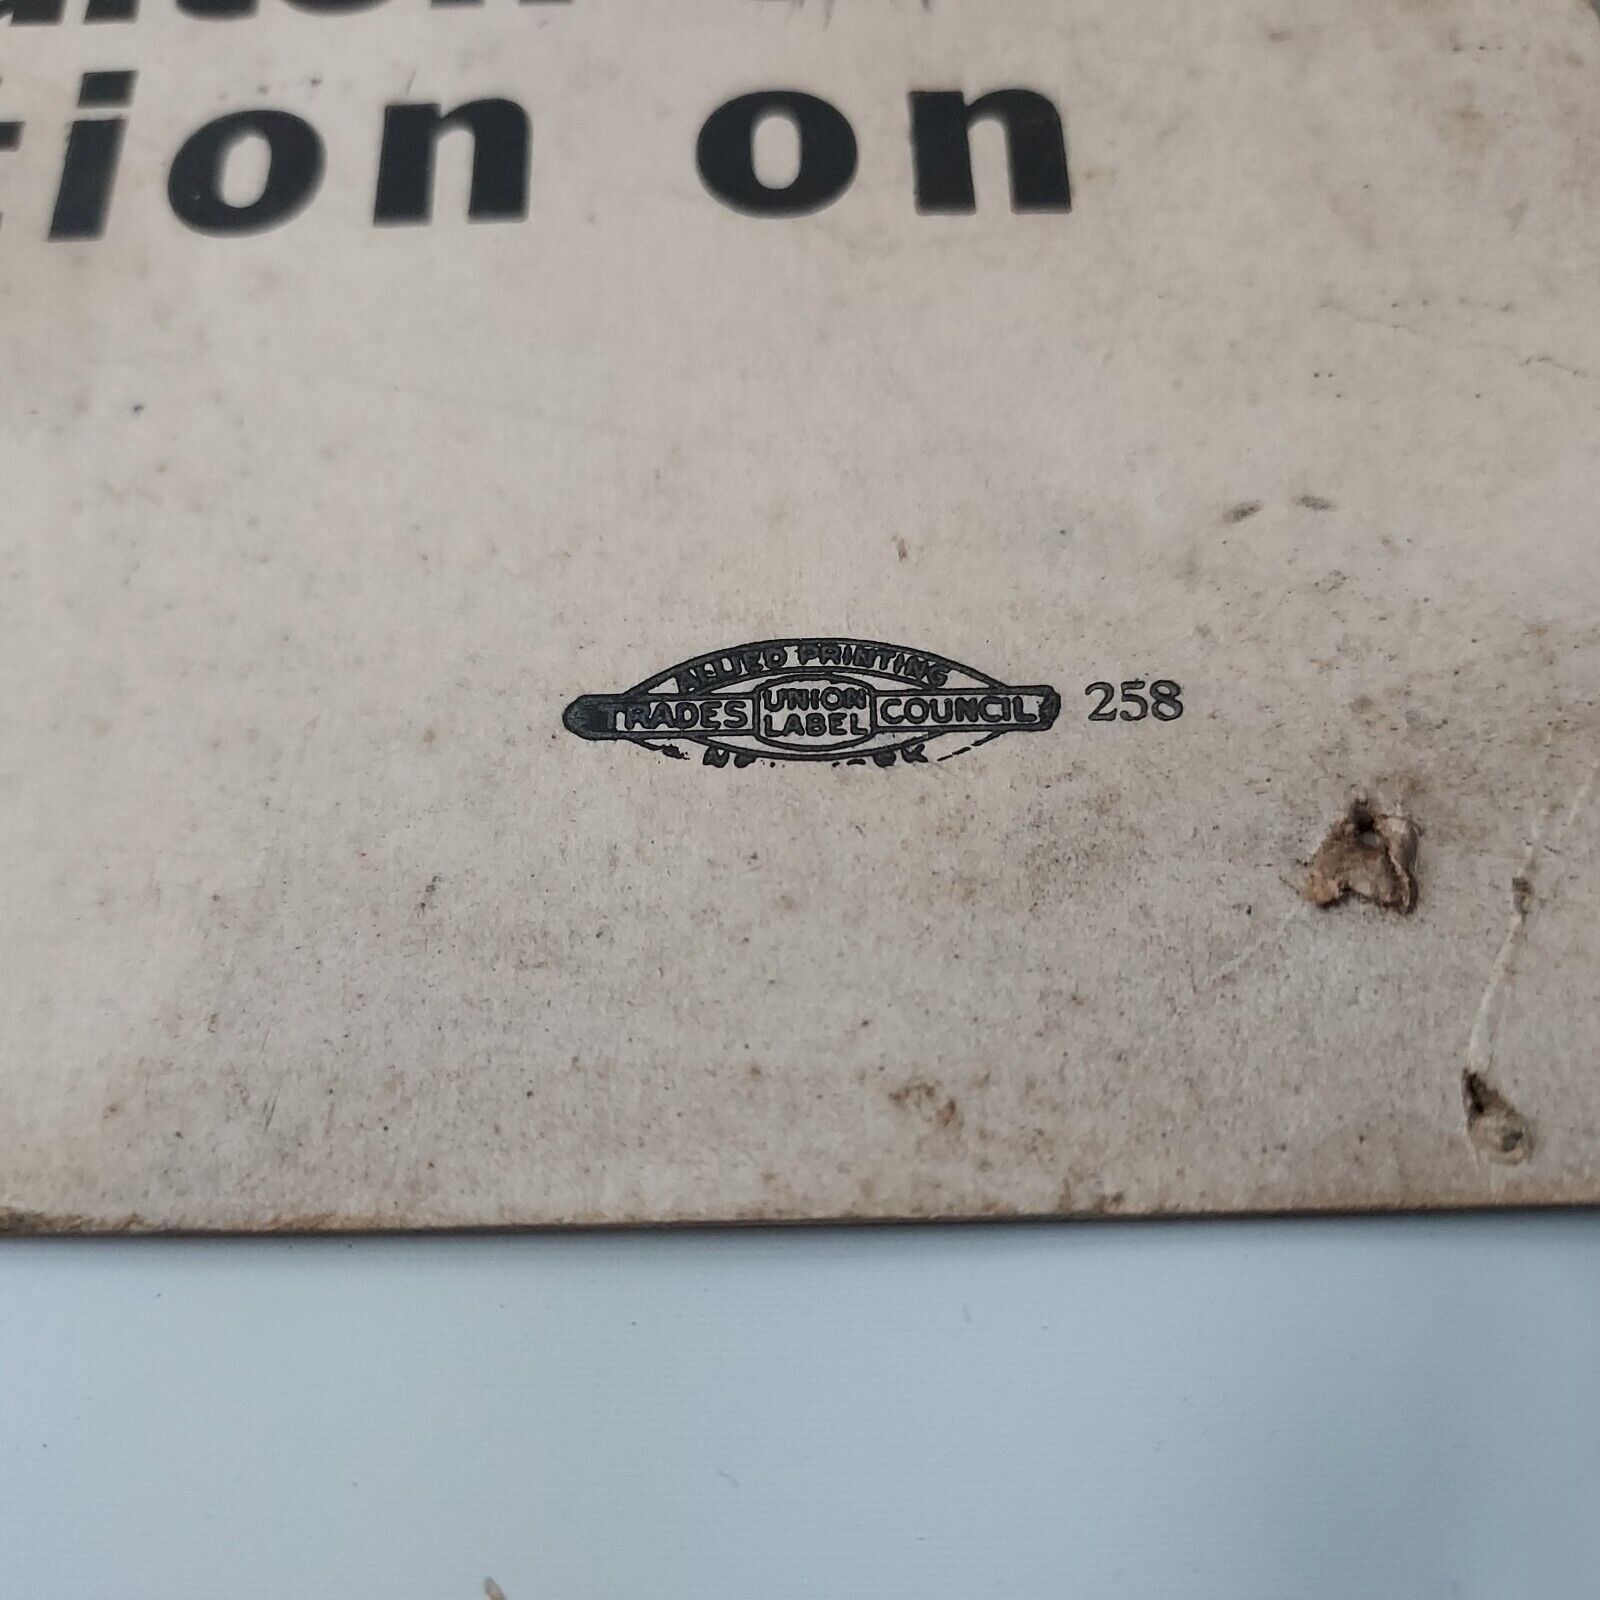 tion on
ALLIED PRINTING
TRADES UNION LABEL COUNCIL 258